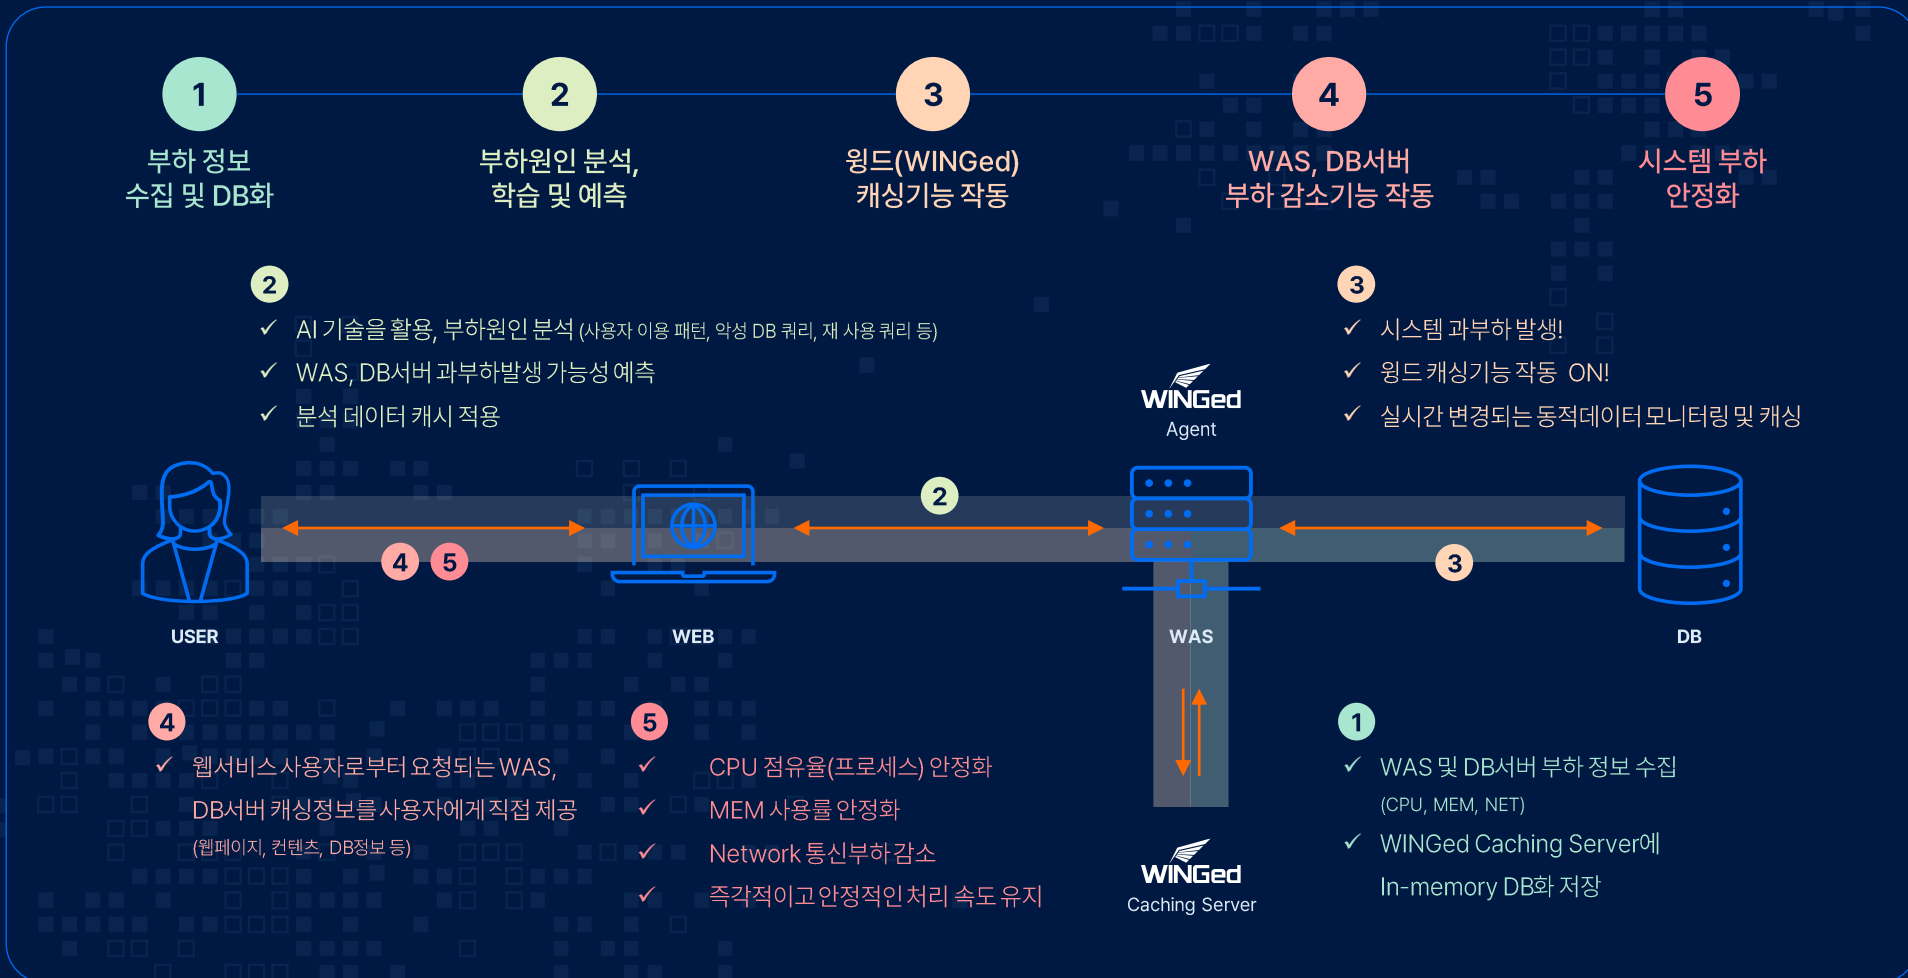 1
부하 정보
수집 및 DB화
2
부하원인 분석,
학습 및 예측
3
윙드(WINGed)
캐싱기능 작동
4
WAS, DB서버
부하 감소기능 작동
5
시스템 부하
안정화
2
AI 기술을 활용, 부하원인 분석 (사용자 이용 패턴, 악성 DB 쿼리, 재 사용 쿼리 등)
WAS, DB서버 과부하발생 가능성 예측
분석 데이터 캐시 적용
3
시스템 과부하 발생!
윙드 캐싱기능 작동 ON!
실시간 변경되는 동적데이터 모니터링 및 캐싱
WINGed
Agent
2
4 5
3
USER
WEB
WAS
DB
4
웹서비스 사용자로부터 요청되는 WAS,
DB서버 캐싱정보를 사용자에게 직접 제공
(웹페이지, 컨텐츠, DB정보 등)
5
CPU 점유율(프로세스) 안정화
MEM 사용률 안정화
Network 통신부하 감소
즉각적이고 안정적인 처리 속도 유지
WINGed
Caching Server
1
WAS 및 DB서버 부하 정보 수집
(CPU, MEM, NET)
WINGed Caching Server에
In-memory DB화 저장